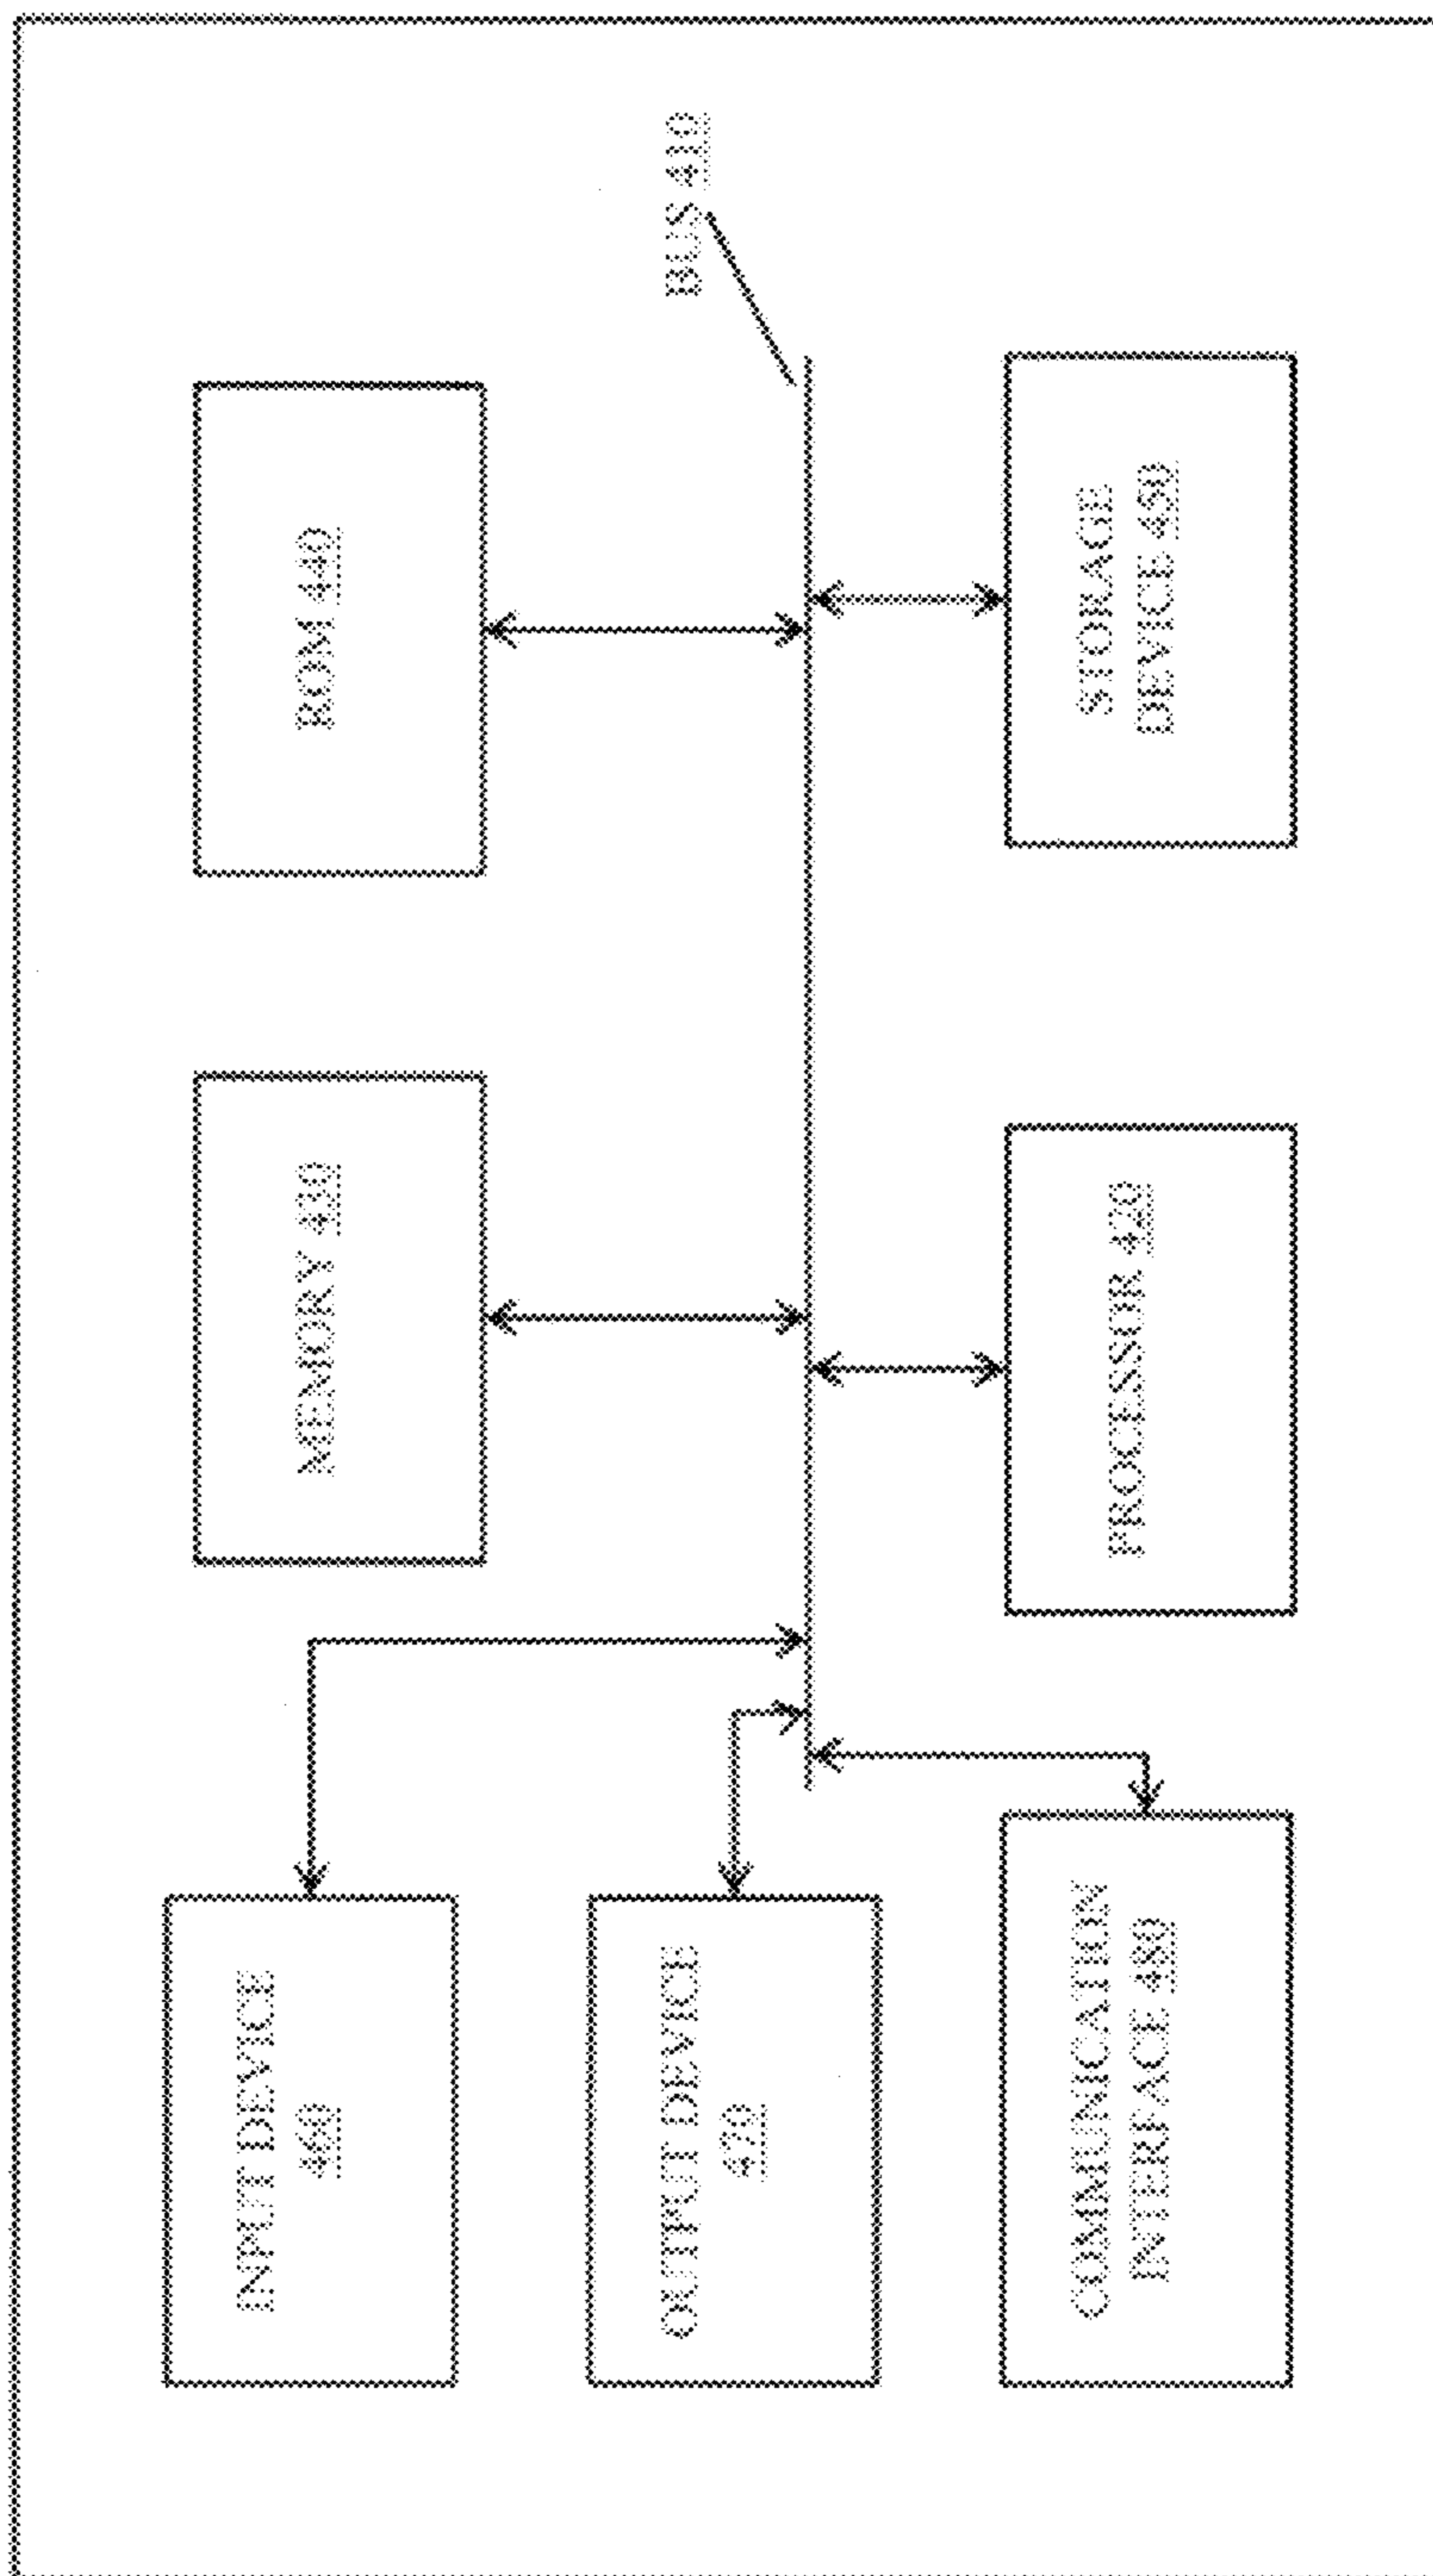 INPUT DEVICE
460
MEMORY 430
ROM 440
OUTPUT DEVICE
470
BUS 410
COMMUNICATION
INTERFACE 480
PROCESSOR 420
STORAGE
DEVICE 450